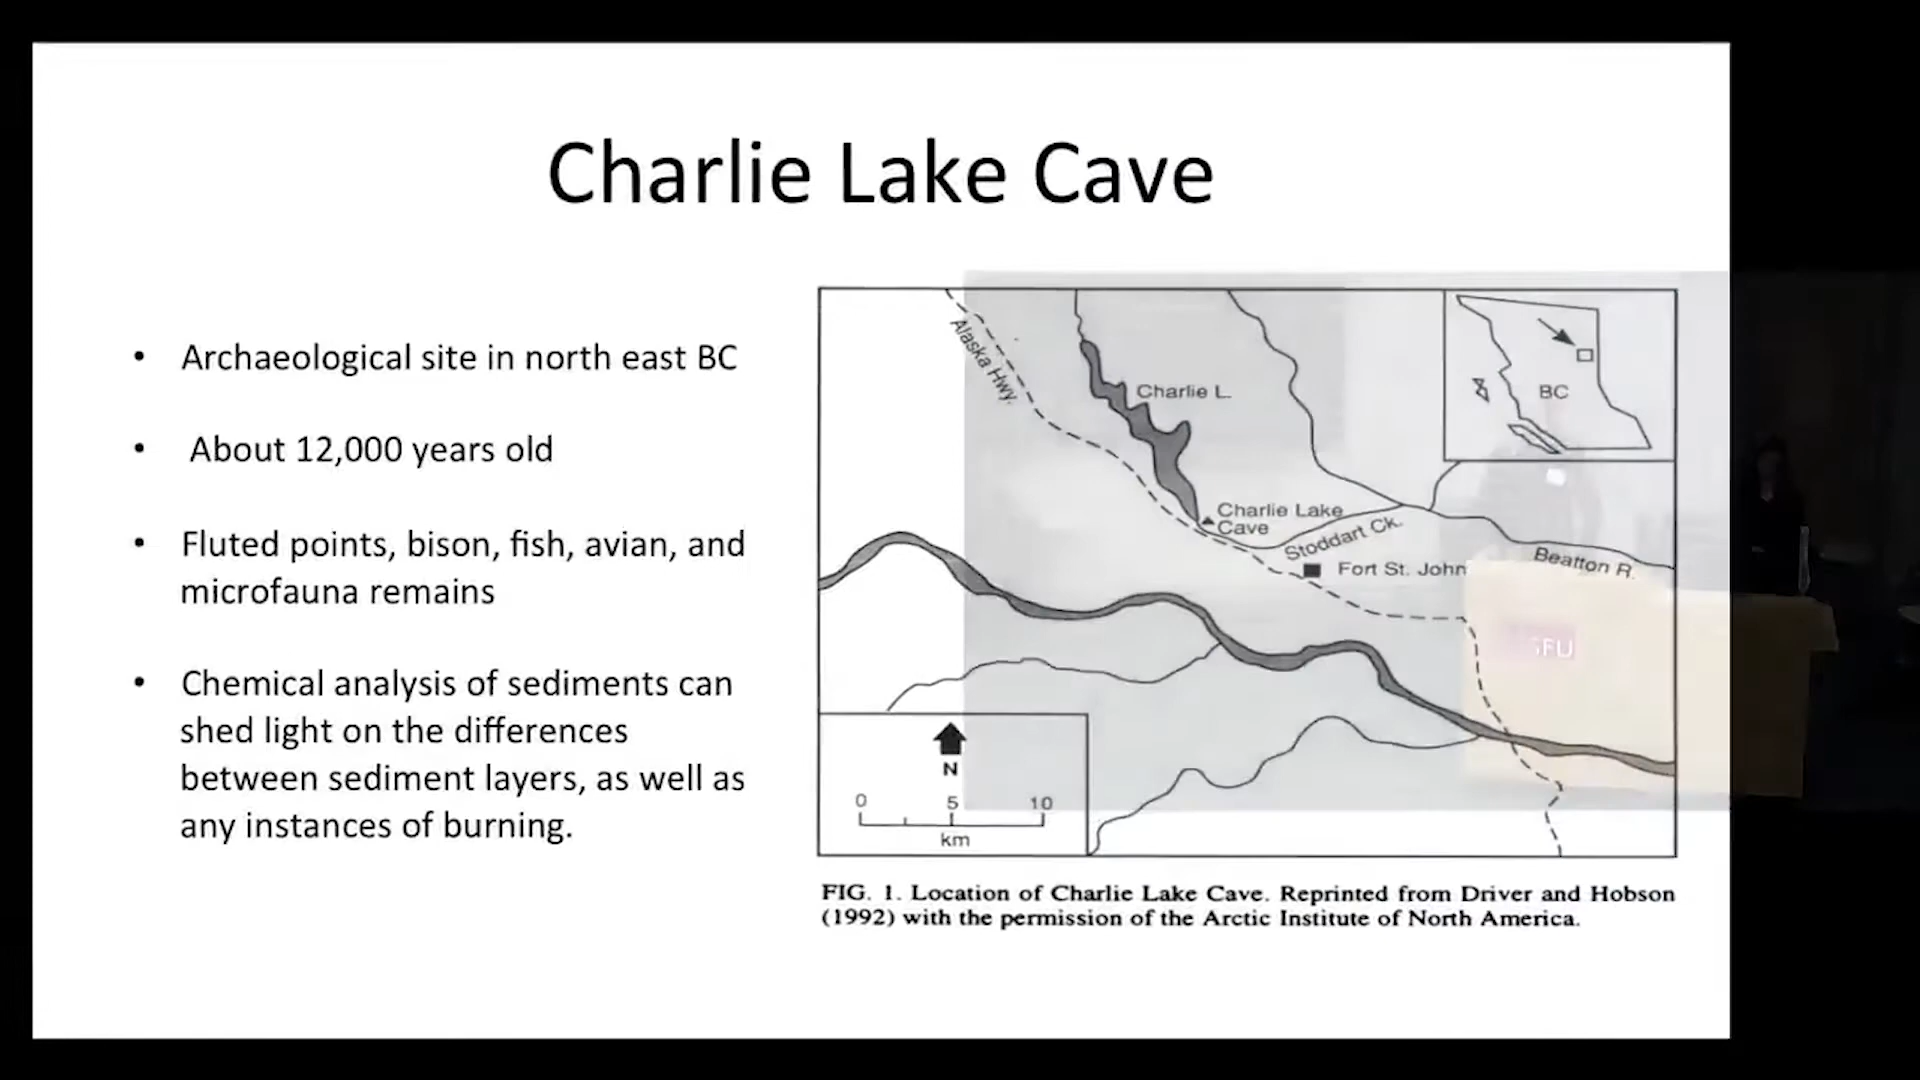 Charlie Lake Cave
• Archaeological site in north east BC
• About 12,000 years old
• Fluted points, bison, fish, avian, and
microfauna remains
• Chemical analysis of sediments can
shed light on the differences
between sediment layers, as well as
any instances of burning.
Alaska Hwy.
Charlie L.
BC
Charlie Lake
Cave
Stoddart Ck.
Beatton R.
Fort St. John
SFU
N
0 5 10
km
FIG. 1. Location of Charlie Lake Cave. Reprinted from Driver and Hobson
(1992) with the permission of the Arctic Institute of North America.